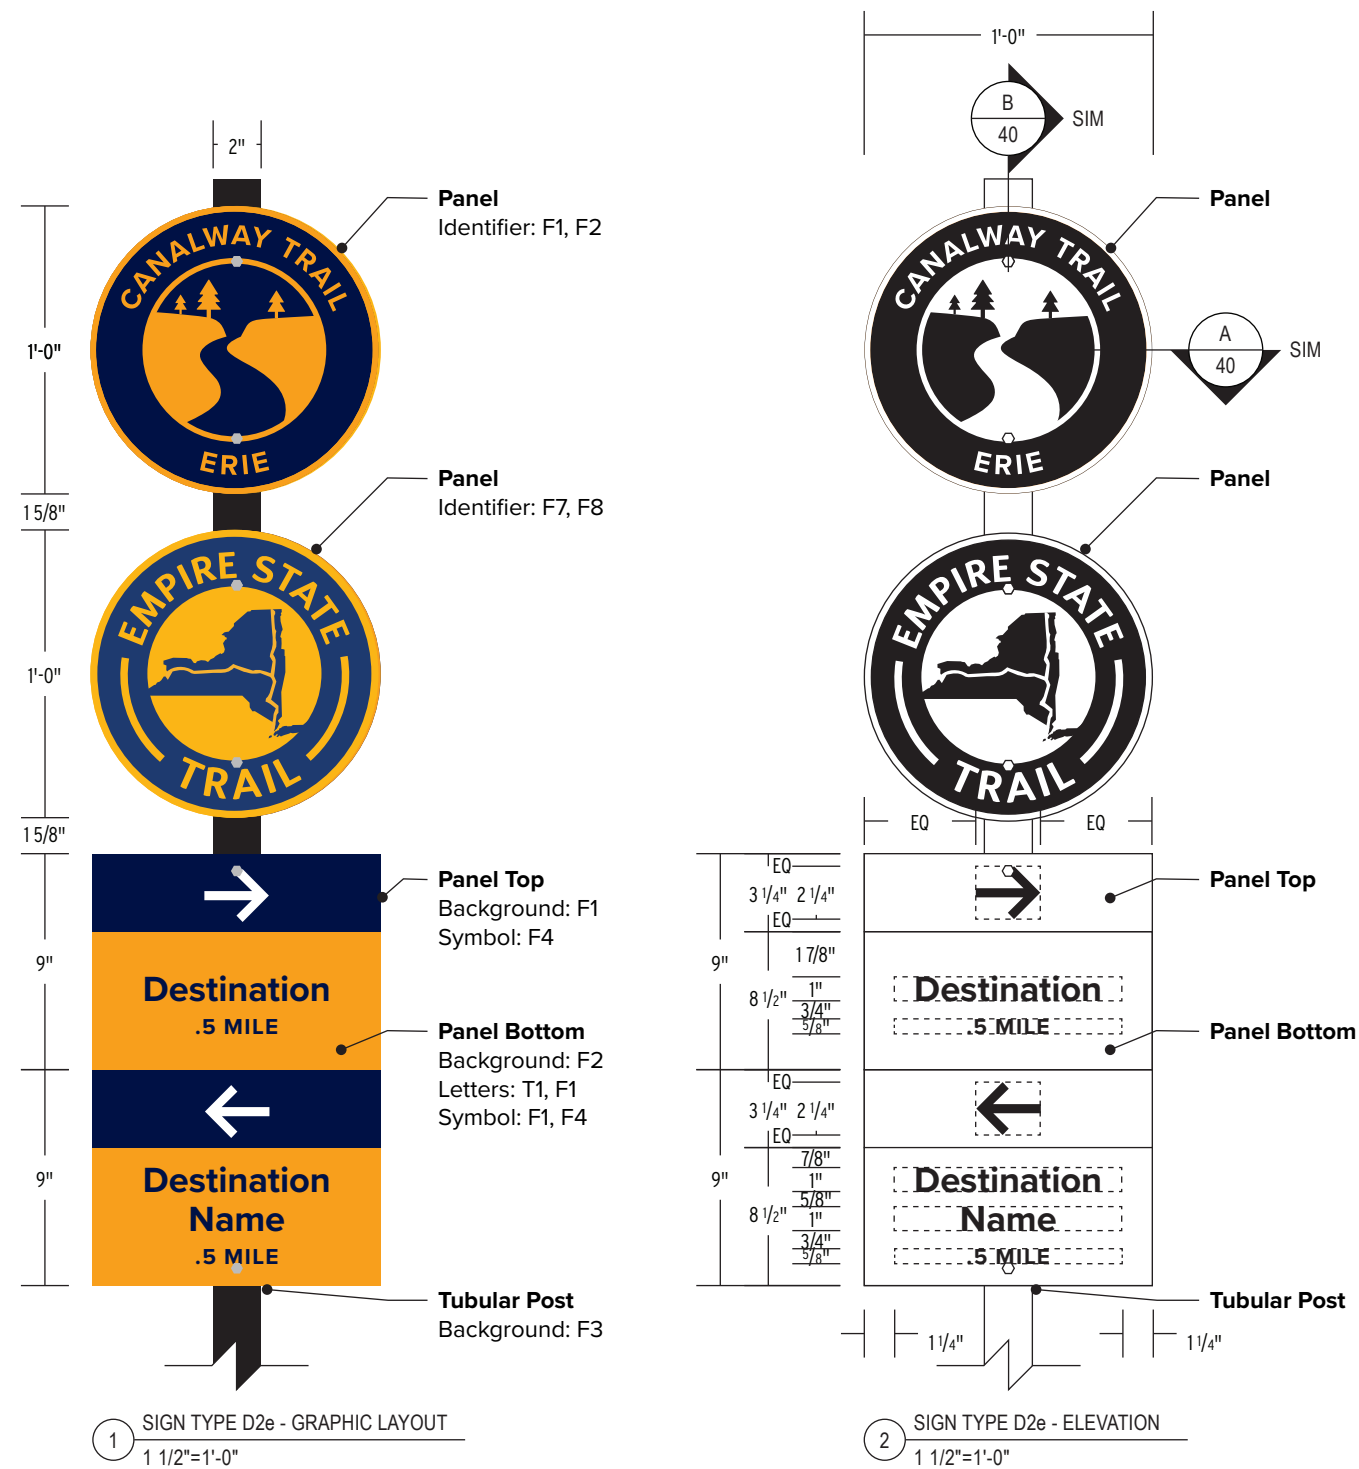 2"
Panel
Identifier: F1, F2
CANALWAY TRAIL
ERIE
1'-0"
1 5/8"
Panel
Identifier: F7, F8
EMPIRE STATE
TRAIL
1'-0"
1 5/8"
Panel Top
Background: F1
Symbol: F4
9"
Destination
.5 MILE
Panel Bottom
Background: F2
Letters: T1, F1
Symbol: F1, F4
9"
Destination
Name
.5 MILE
Tubular Post
Background: F3
1 SIGN TYPE D2e - GRAPHIC LAYOUT
1 1/2"=1'-0"
1'-0"
B
40
SIM
Panel
CANALWAY TRAIL
ERIE
A
40
SIM
Panel
EMPIRE STATE
TRAIL
EQ EQ
EQ
3 1/4" 2 1/4"
EQ
Panel Top
9"
1 7/8"
8 1/2"
1"
3/4"
5/8"
Destination
.5 MILE
Panel Bottom
EQ
3 1/4" 2 1/4"
EQ
9"
7/8"
1"
5/8"
8 1/2"
1"
3/4"
5/8"
Destination
Name
.5 MILE
Tubular Post
1 1/4" 1 1/4"
2 SIGN TYPE D2e - ELEVATION
1 1/2"=1'-0"